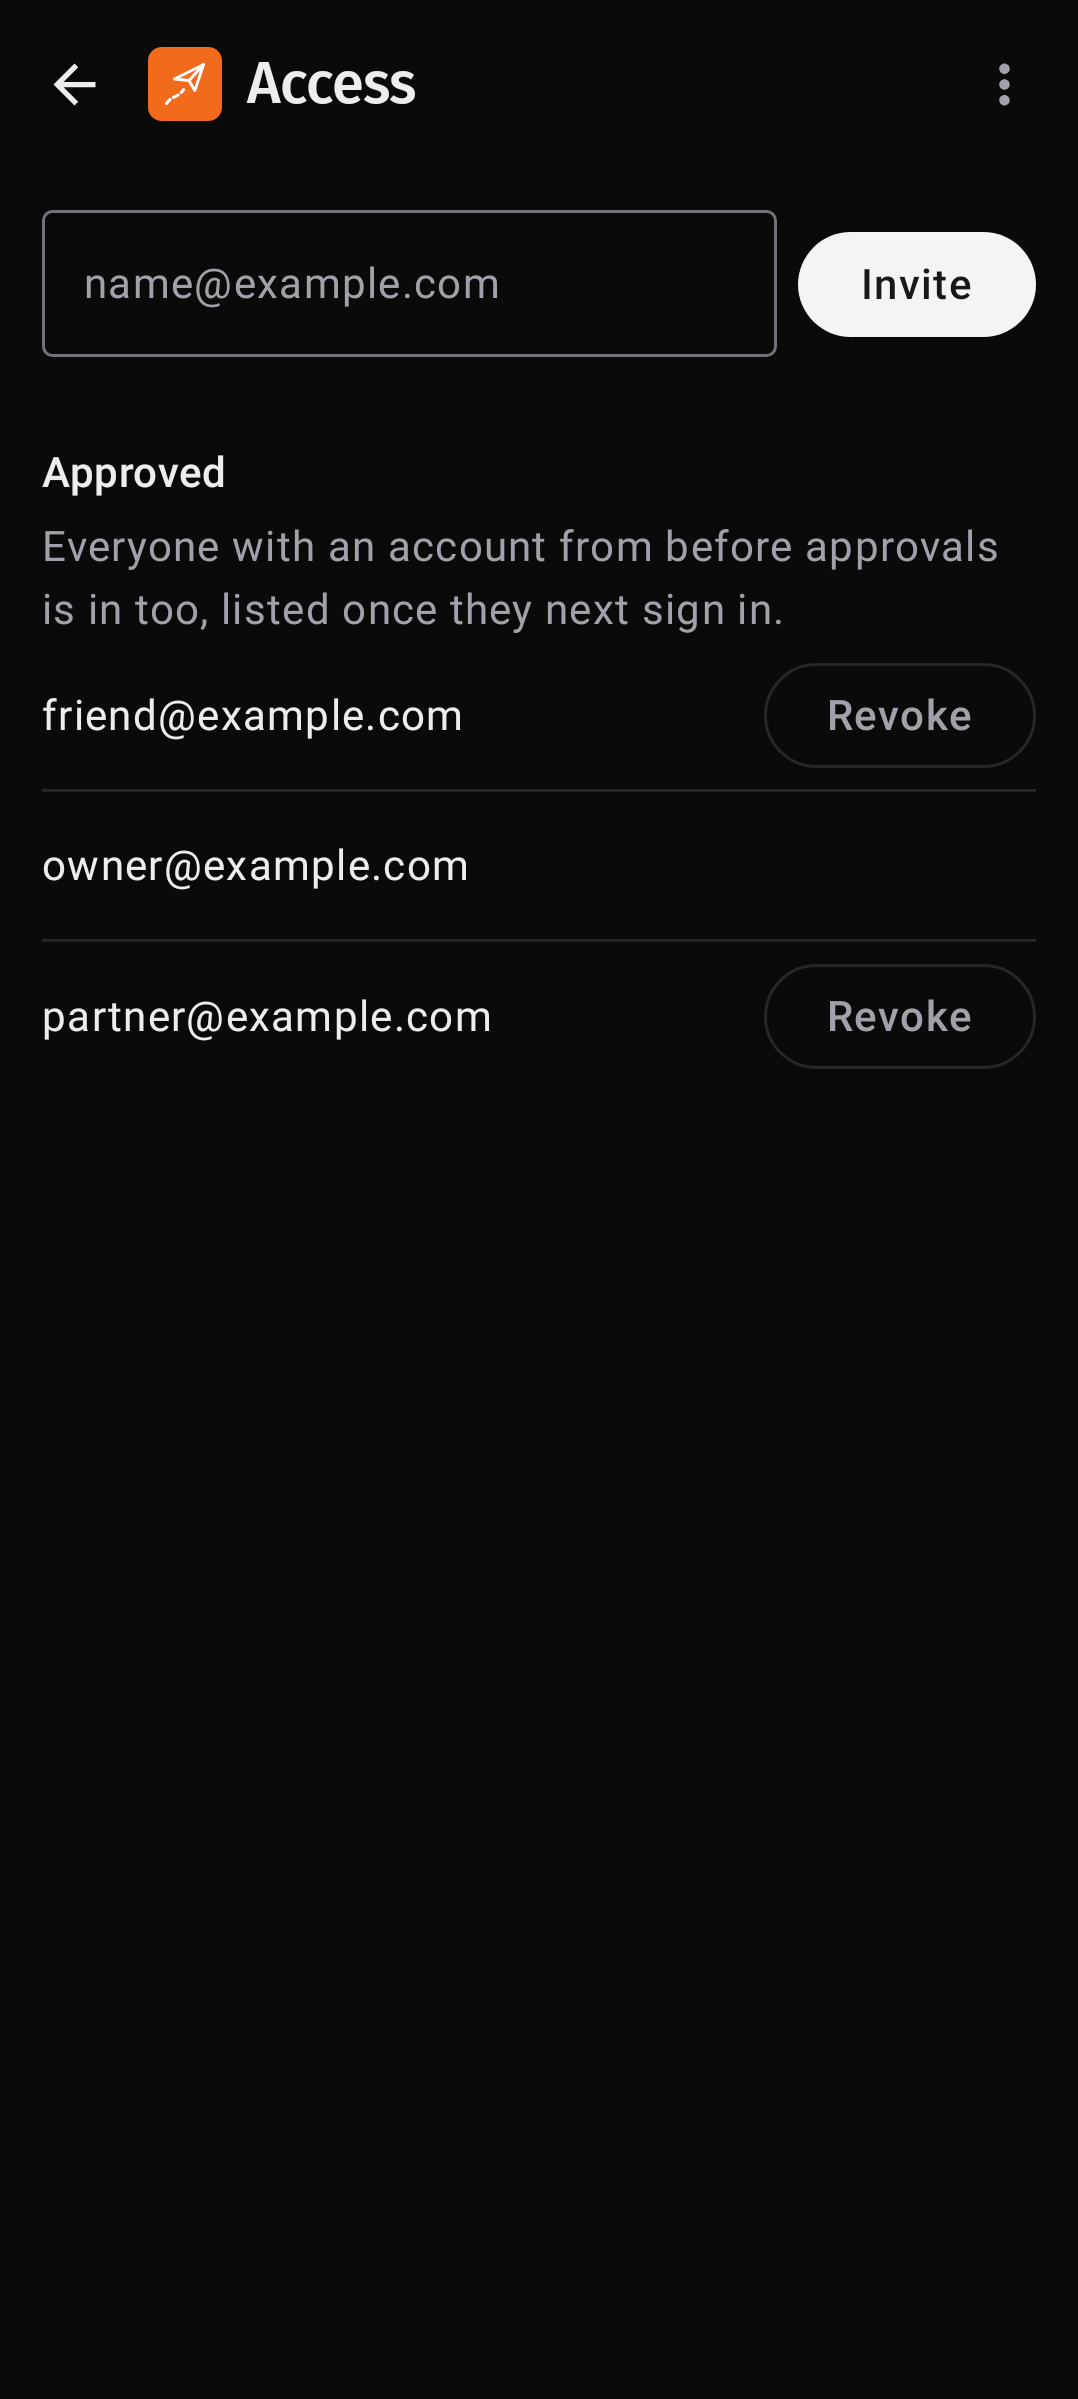 Access
name@example.com
Invite
Approved
Everyone with an account from before approvals
is in too, listed once they next sign in.
friend@example.com
Revoke
owner@example.com
partner@example.com
Revoke